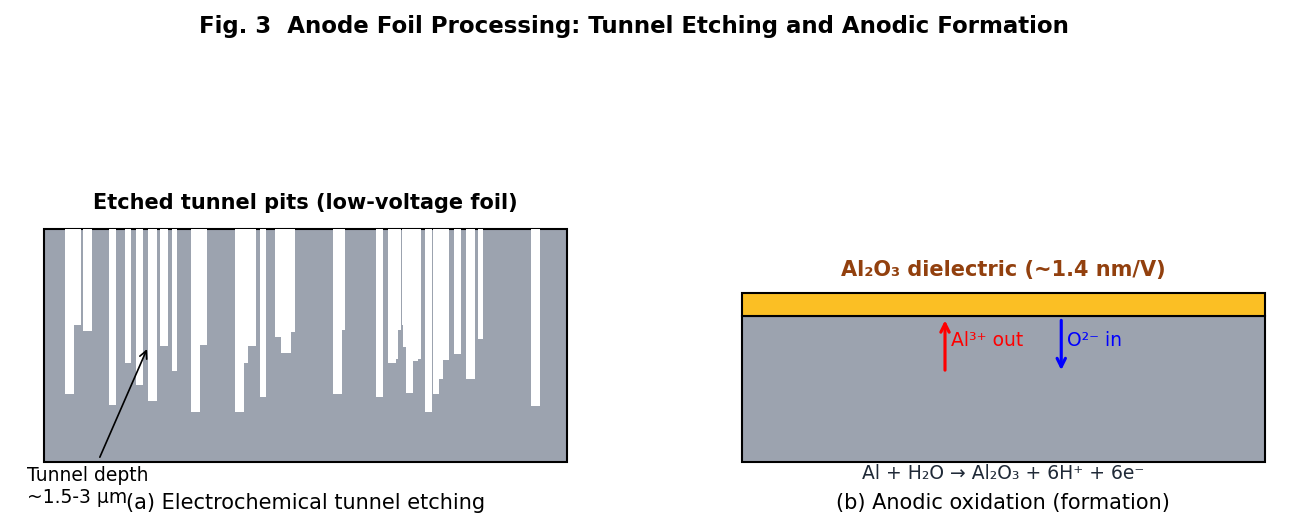 Fig. 3  Anode Foil Processing: Tunnel Etching and Anodic Formation
Etched tunnel pits (low-voltage foil)
Tunnel depth
~1.5-3 μm
(a) Electrochemical tunnel etching
Al₂O₃ dielectric (~1.4 nm/V)
Al³⁺ out
O²⁻ in
Al + H₂O → Al₂O₃ + 6H⁺ + 6e⁻
(b) Anodic oxidation (formation)